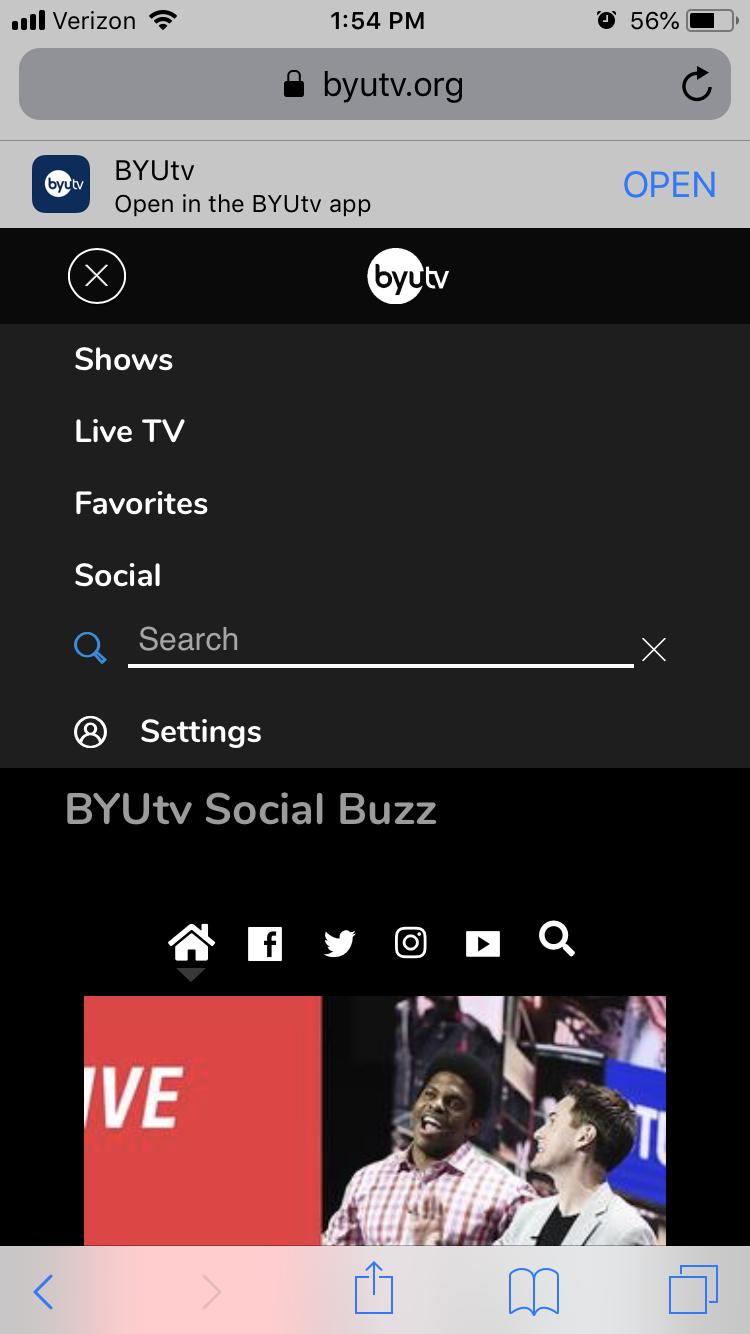 Verizon 1:54 PM 56%
byutv.org
byutv
BYUtv
Open in the BYUtv app
OPEN
byutv
Shows
Live TV
Favorites
Social
Search
Settings
BYUtv Social Buzz
IVE
TU